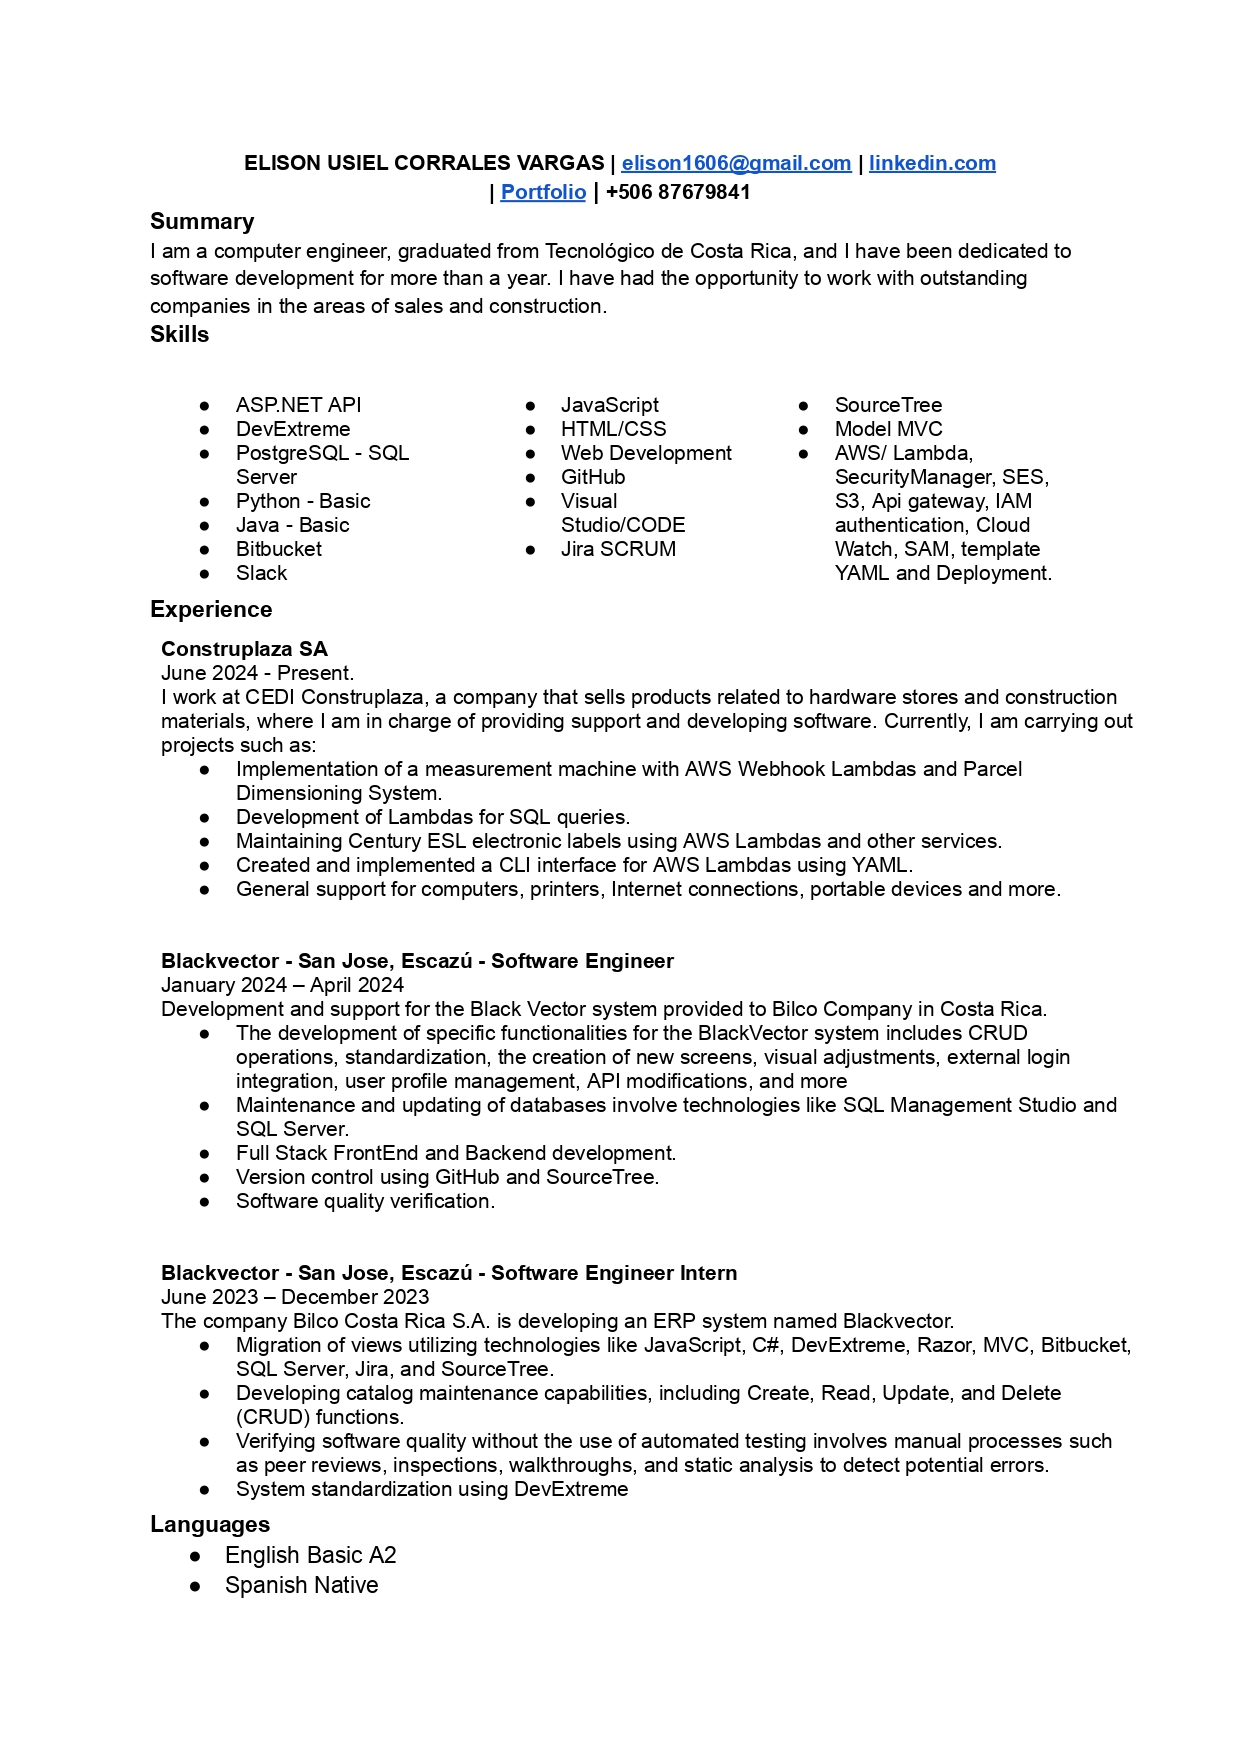 ELISON USIEL CORRALES VARGAS | elison1606@gmail.com | linkedin.com
| Portfolio | +506 87679841
Summary
I am a computer engineer, graduated from Tecnológico de Costa Rica, and I have been dedicated to
software development for more than a year. I have had the opportunity to work with outstanding
companies in the areas of sales and construction.
Skills
● ASP.NET API
● DevExtreme
● PostgreSQL - SQL
Server
● Python - Basic
● Java - Basic
● Bitbucket
● Slack
● JavaScript
● HTML/CSS
● Web Development
● GitHub
● Visual
Studio/CODE
● Jira SCRUM
● SourceTree
● Model MVC
● AWS/ Lambda,
SecurityManager, SES,
S3, Api gateway, IAM
authentication, Cloud
Watch, SAM, template
YAML and Deployment.
Experience
Construplaza SA
June 2024 - Present.
I work at CEDI Construplaza, a company that sells products related to hardware stores and construction
materials, where I am in charge of providing support and developing software. Currently, I am carrying out
projects such as:
● Implementation of a measurement machine with AWS Webhook Lambdas and Parcel
Dimensioning System.
● Development of Lambdas for SQL queries.
● Maintaining Century ESL electronic labels using AWS Lambdas and other services.
● Created and implemented a CLI interface for AWS Lambdas using YAML.
● General support for computers, printers, Internet connections, portable devices and more.
Blackvector - San Jose, Escazú - Software Engineer
January 2024 – April 2024
Development and support for the Black Vector system provided to Bilco Company in Costa Rica.
● The development of specific functionalities for the BlackVector system includes CRUD
operations, standardization, the creation of new screens, visual adjustments, external login
integration, user profile management, API modifications, and more
● Maintenance and updating of databases involve technologies like SQL Management Studio and
SQL Server.
● Full Stack FrontEnd and Backend development.
● Version control using GitHub and SourceTree.
● Software quality verification.
Blackvector - San Jose, Escazú - Software Engineer Intern
June 2023 – December 2023
The company Bilco Costa Rica S.A. is developing an ERP system named Blackvector.
● Migration of views utilizing technologies like JavaScript, C#, DevExtreme, Razor, MVC, Bitbucket,
SQL Server, Jira, and SourceTree.
● Developing catalog maintenance capabilities, including Create, Read, Update, and Delete
(CRUD) functions.
● Verifying software quality without the use of automated testing involves manual processes such
as peer reviews, inspections, walkthroughs, and static analysis to detect potential errors.
● System standardization using DevExtreme
Languages
● English Basic A2
● Spanish Native